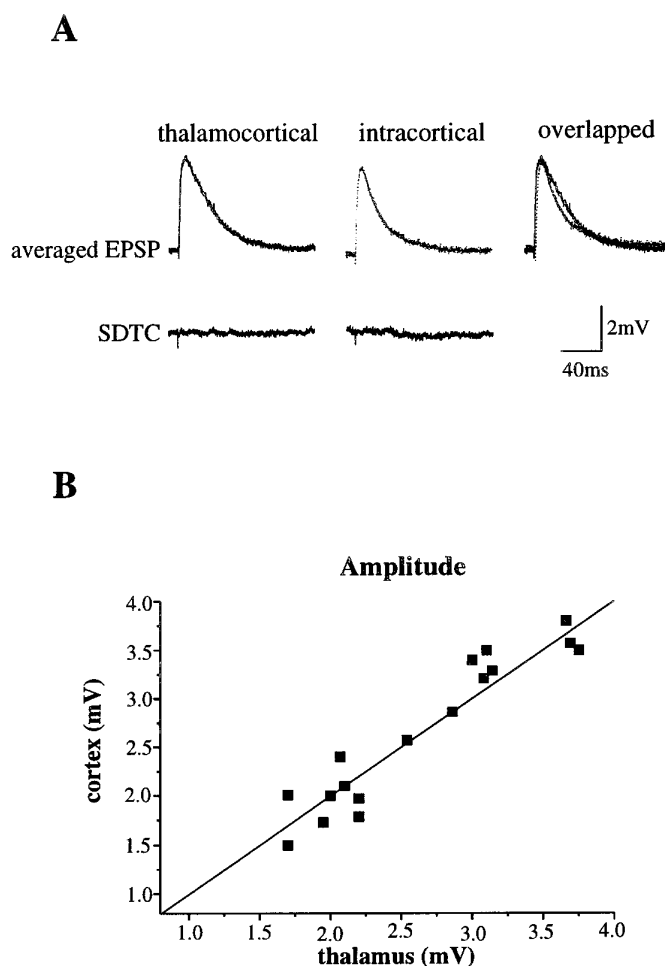 A
thalamocortical intracortical overlapped
averaged EPSP
SDTC
2mV
40ms
B
Amplitude
4.0
3.5
3.0
2.5
2.0
1.5
1.0
cortex (mV)
1.0 1.5 2.0 2.5 3.0 3.5 4.0
thalamus (mV)